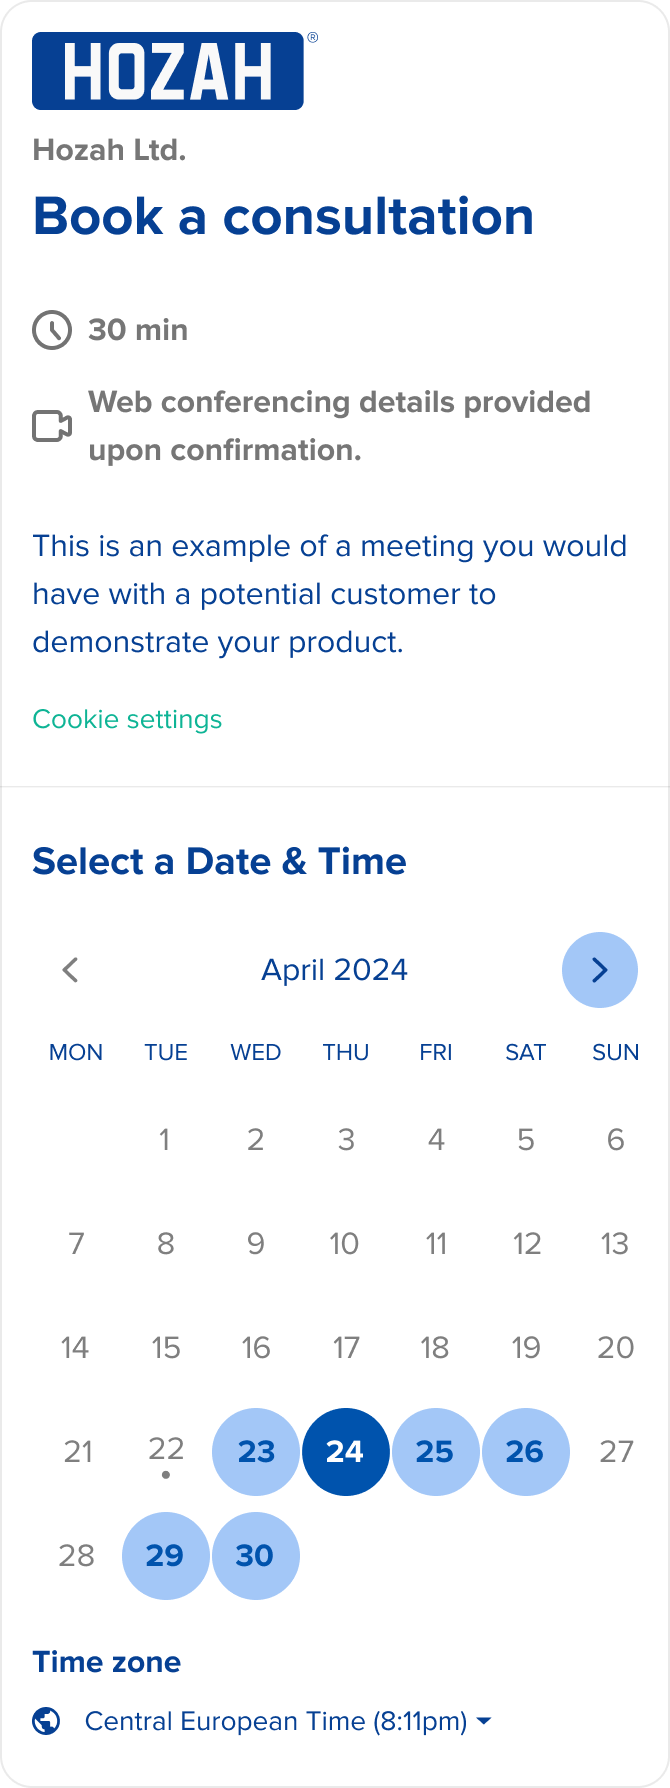 HOZAH®
Hozah Ltd.
Book a consultation
30 min
Web conferencing details provided
upon confirmation.
This is an example of a meeting you would
have with a potential customer to
demonstrate your product.
Cookie settings
Select a Date & Time
April 2024
MON TUE WED THU FRI SAT SUN
1 2 3 4 5 6
7 8 9 10 11 12 13
14 15 16 17 18 19 20
21 22 23 24 25 26 27
28 29 30
Time zone
Central European Time (8:11pm)